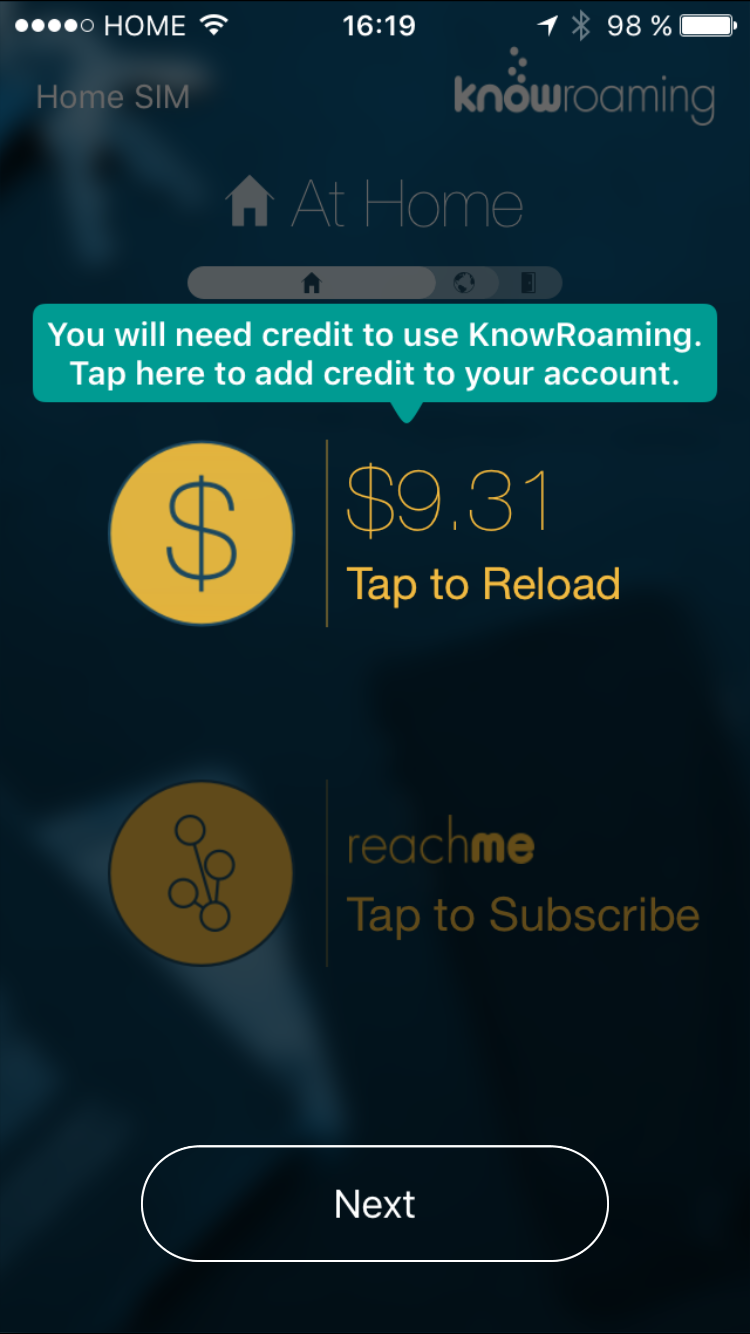 HOME 16:19 98 %
Home SIM knowroaming
At Home
You will need credit to use KnowRoaming.
Tap here to add credit to your account.
$ $9.31
Tap to Reload
reachme
Tap to Subscribe
Next